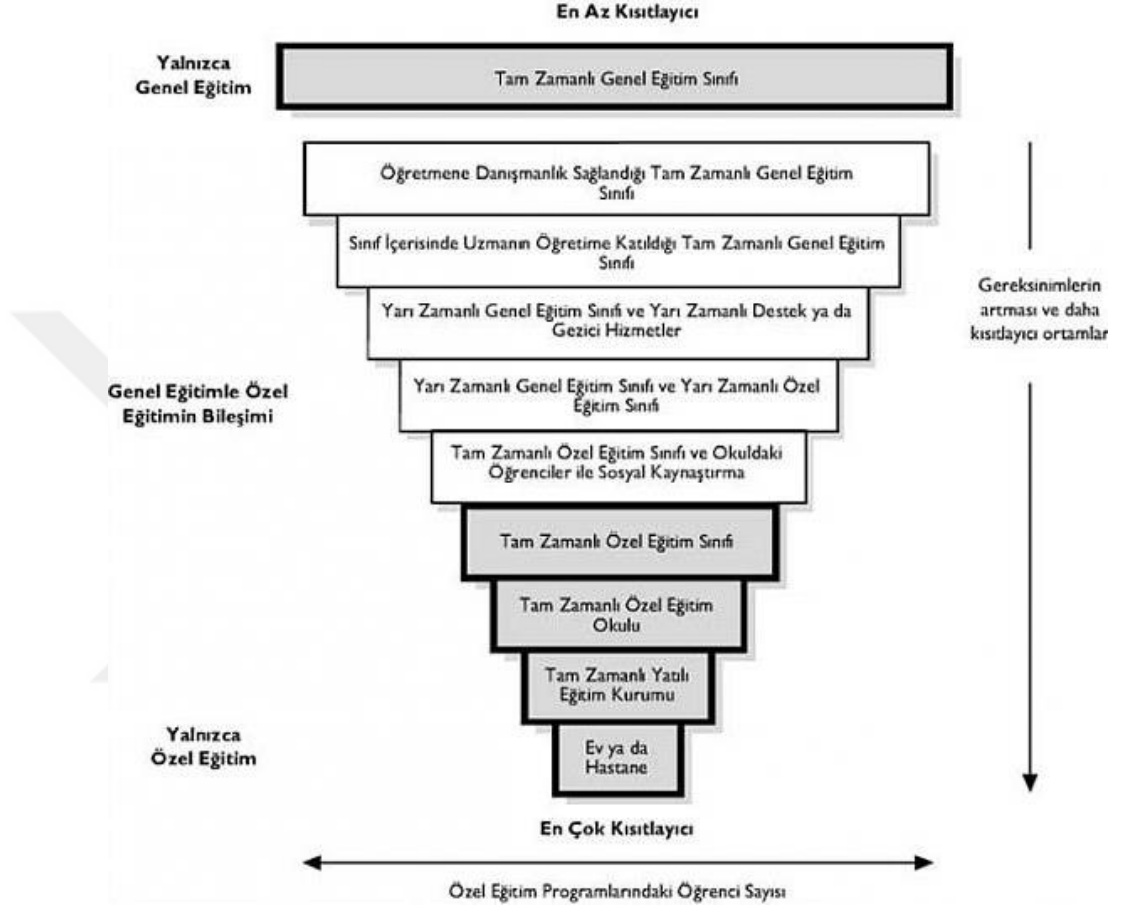 En Az Kısıtlayıcı
Yalnızca
Genel Eğitim
Tam Zamanlı Genel Eğitim Sınıfı
Öğretmene Danışmanlık Sağlandığı Tam Zamanlı Genel Eğitim
Sınıfı
Sınıf İçerisinde Uzmanın Öğretime Katıldığı Tam Zamanlı Genel Eğitim
Sınıfı
Yarı Zamanlı Genel Eğitim Sınıfı ve Yarı Zamanlı Destek ya da
Gezici Hizmetler
Gereksinimlerin
artması ve daha
kısıtlayıcı ortamlar
Genel Eğitimle Özel
Eğitimin Bileşimi
Yarı Zamanlı Genel Eğitim Sınıfı ve Yarı Zamanlı Özel
Eğitim Sınıfı
Tam Zamanlı Özel Eğitim Sınıfı ve Okuldaki
Öğrenciler ile Sosyal Kaynaştırma
Tam Zamanlı Özel Eğitim Sınıfı
Tam Zamanlı Özel Eğitim
Okulu
Tam Zamanlı Yatılı
Eğitim Kurumu
Yalnızca
Özel Eğitim
Ev ya da
Hastane
En Çok Kısıtlayıcı
Özel Eğitim Programlarındaki Öğrenci Sayısı